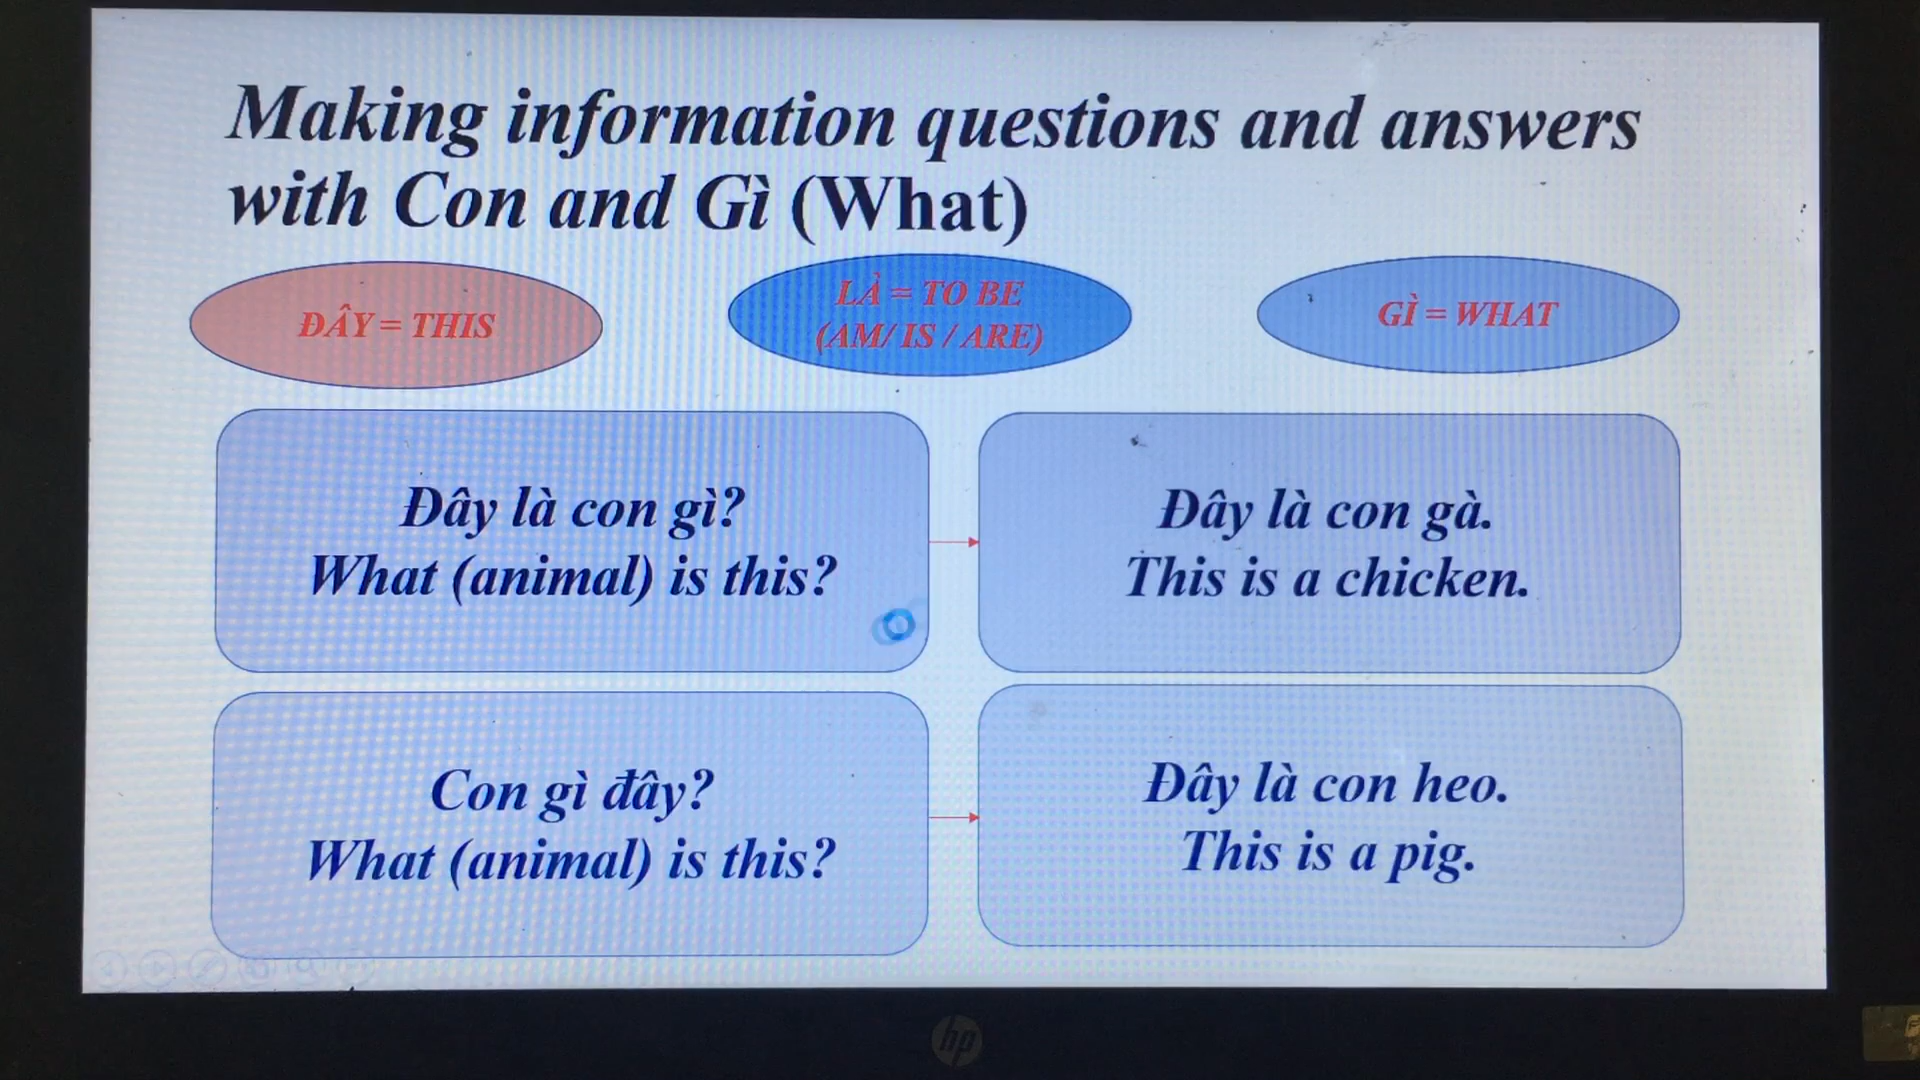 Making information questions and answers
with Con and Gì (What)
ĐÂY = THIS
LÀ = TO BE
(AM/ IS / ARE)
GÌ = WHAT
Đây là con gì?
What (animal) is this?
Đây là con gà.
This is a chicken.
Con gì đây?
What (animal) is this?
Đây là con heo.
This is a pig.
hp